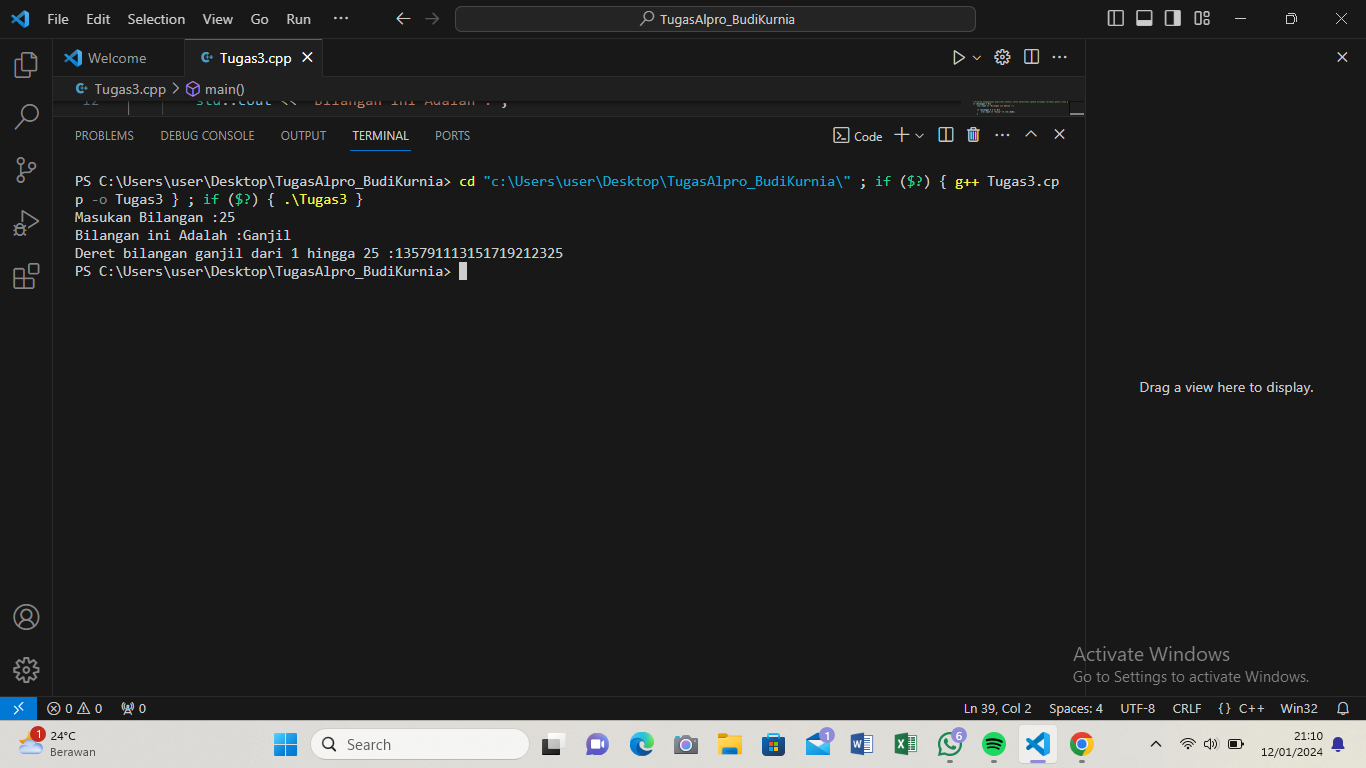 File Edit Selection View Go Run ··· TugasAlpro_BudiKurnia
Welcome Tugas3.cpp
Tugas3.cpp > main()
12 std::cout << "Bilangan ini Adalah :";
PROBLEMS DEBUG CONSOLE OUTPUT TERMINAL PORTS Code
PS C:\Users\user\Desktop\TugasAlpro_BudiKurnia> cd "c:\Users\user\Desktop\TugasAlpro_BudiKurnia\" ; if ($?) { g++ Tugas3.cp
p -o Tugas3 } ; if ($?) { .\Tugas3 }
Masukan Bilangan :25
Bilangan ini Adalah :Ganjil
Deret bilangan ganjil dari 1 hingga 25 :135791113151719212325
PS C:\Users\user\Desktop\TugasAlpro_BudiKurnia>
Drag a view here to display.
Activate Windows
Go to Settings to activate Windows.
0 0 0 Ln 39, Col 2 Spaces: 4 UTF-8 CRLF {} C++ Win32
1 24°C
Berawan
Search
1
6
21:10
12/01/2024